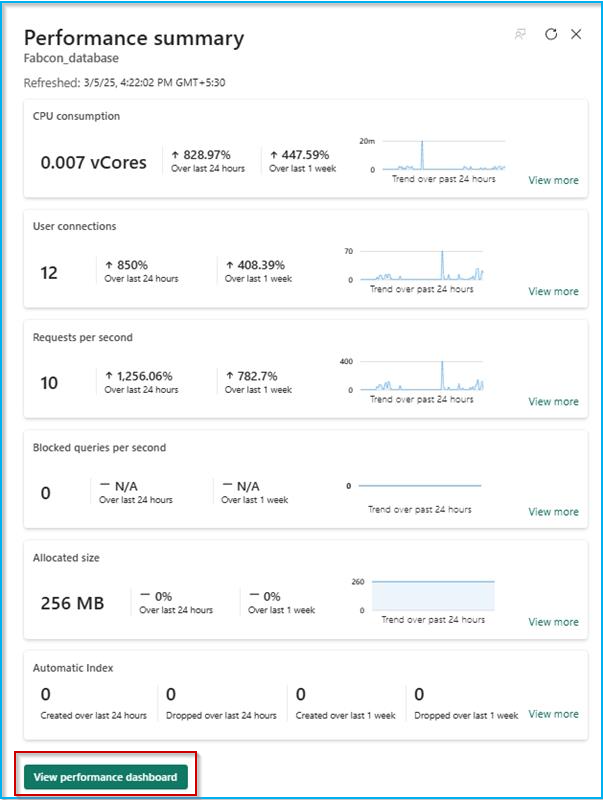 Performance summary
Fabcon_database
Refreshed: 3/5/25, 4:22:02 PM GMT+5:30
CPU consumption
0.007 vCores
↑ 828.97%
Over last 24 hours
↑ 447.59%
Over last 1 week
20m
0
Trend over past 24 hours
View more
User connections
12
↑ 850%
Over last 24 hours
↑ 408.39%
Over last 1 week
70
0
Trend over past 24 hours
View more
Requests per second
10
↑ 1,256.06%
Over last 24 hours
↑ 782.7%
Over last 1 week
400
0
Trend over past 24 hours
View more
Blocked queries per second
0
— N/A
Over last 24 hours
— N/A
Over last 1 week
0
Trend over past 24 hours
View more
Allocated size
256 MB
— 0%
Over last 24 hours
— 0%
Over last 1 week
260
0
Trend over past 24 hours
View more
Automatic Index
0
Created over last 24 hours
0
Dropped over last 24 hours
0
Created over last 1 week
0
Dropped over last 1 week
View more
View performance dashboard